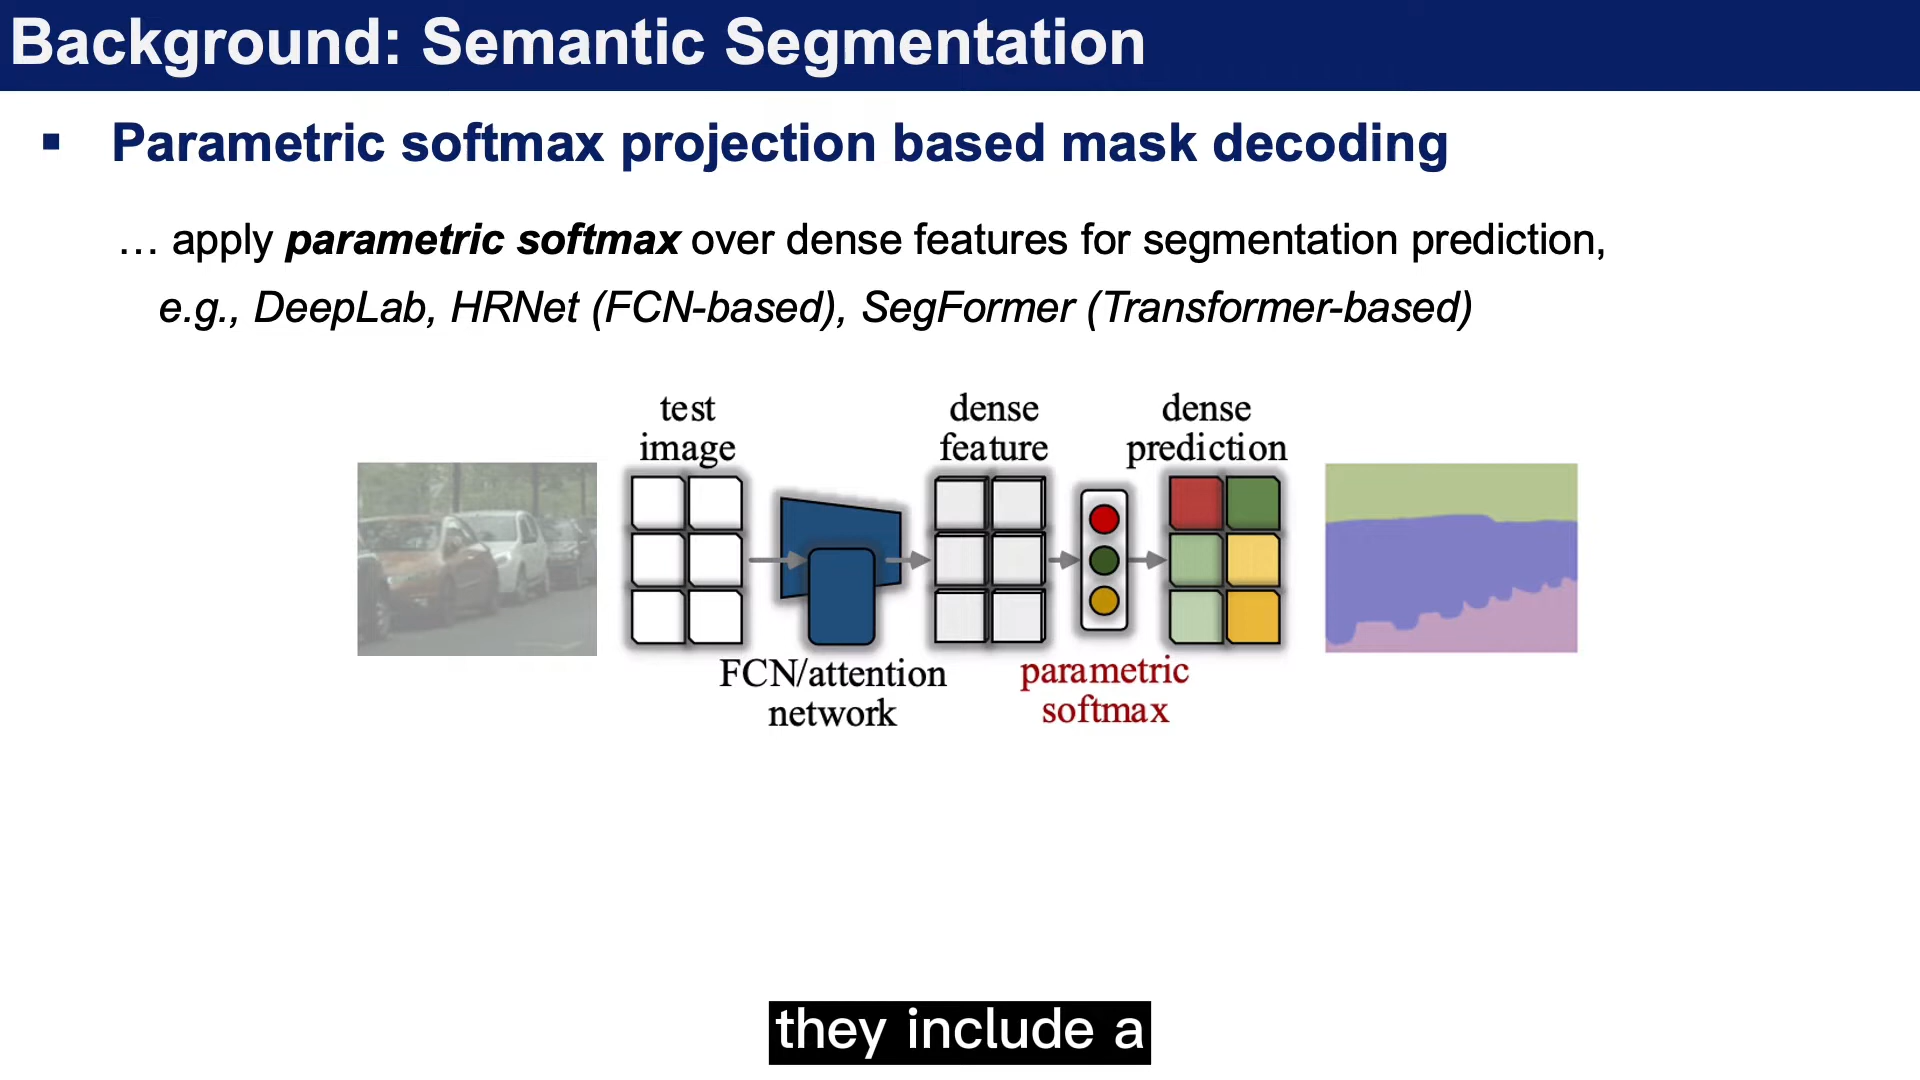 Background: Semantic Segmentation
▪ Parametric softmax projection based mask decoding
… apply parametric softmax over dense features for segmentation prediction,
e.g., DeepLab, HRNet (FCN-based), SegFormer (Transformer-based)
test
image
dense
feature
dense
prediction
FCN/attention
network
parametric
softmax
they include a